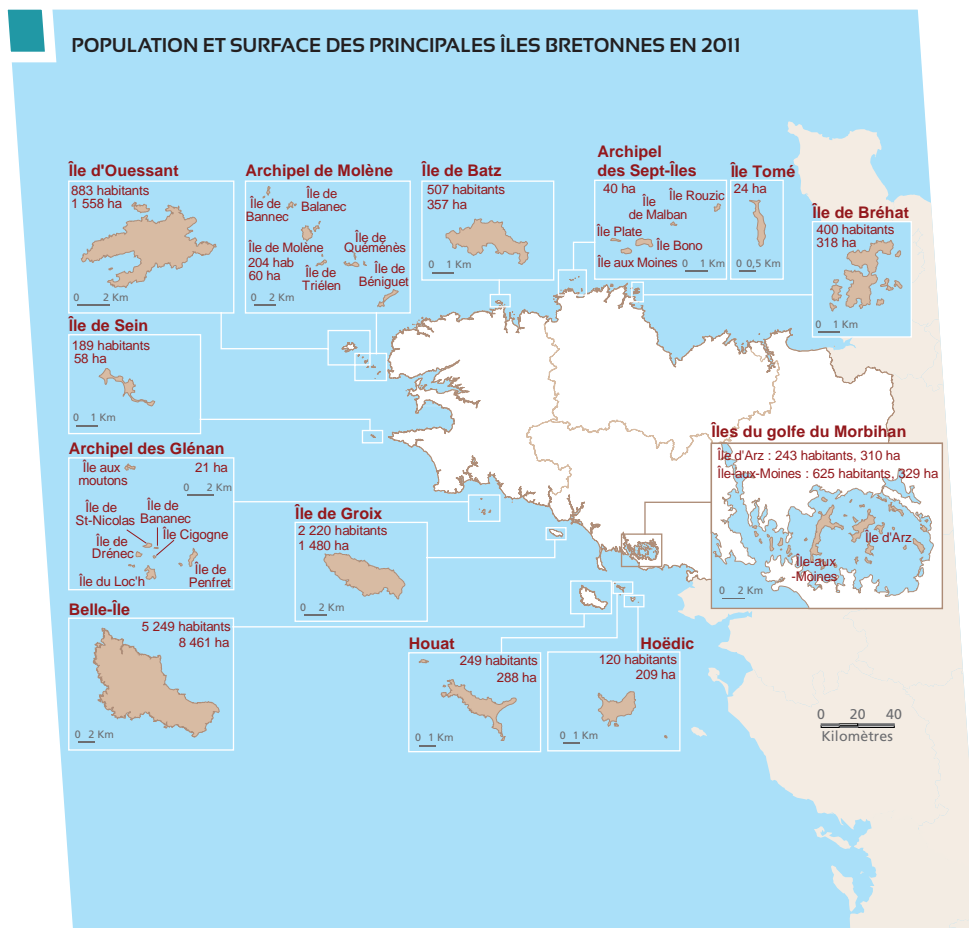 POPULATION ET SURFACE DES PRINCIPALES ÎLES BRETONNES EN 2011
Île d'Ouessant
883 habitants
1 558 ha
0 2 Km
Archipel de Molène
Île de
Bannec
Île de
Balanec
Île de Molène
204 hab
60 ha
Île de
Quéménès
Île de
Triélen
Île de
Béniguet
0 2 Km
Île de Batz
507 habitants
357 ha
0 1 Km
Archipel
des Sept-Îles
40 ha
Île Rouzic
Île
de Malban
Île Plate
Île Bono
Île aux Moines
0 1 Km
Île Tomé
24 ha
0 0,5 Km
Île de Bréhat
400 habitants
318 ha
0 1 Km
Île de Sein
189 habitants
58 ha
0 1 Km
Archipel des Glénan
Île aux
moutons
21 ha
0 2 Km
Île de
St-Nicolas
Île de
Bananec
Île Cigogne
Île de
Drénec
Île du Loc'h
Île de
Penfret
Île de Groix
2 220 habitants
1 480 ha
0 2 Km
Îles du golfe du Morbihan
Île d'Arz : 243 habitants, 310 ha
Île-aux-Moines : 625 habitants, 329 ha
Île d'Arz
Île-aux
-Moines
0 2 Km
Belle-Île
5 249 habitants
8 461 ha
0 2 Km
Houat
249 habitants
288 ha
0 1 Km
Hoëdic
120 habitants
209 ha
0 1 Km
0 20 40
Kilomètres